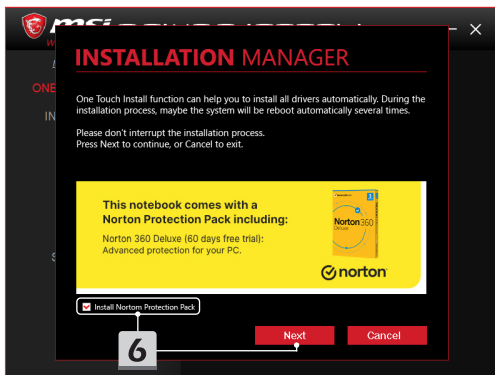 msi
INSTALLATION MANAGER
ONE
IN
One Touch Install function can help you to install all drivers automatically. During the
installation process, maybe the system will be reboot automatically several times.
Please don't interrupt the installation process.
Press Next to continue, or Cancel to exit.
This notebook comes with a
Norton Protection Pack including:
Norton 360 Deluxe (60 days free trial):
Advanced protection for your PC.
Norton 360
Deluxe
norton
Install Nortom Protection Pack
Next
Cancel
6